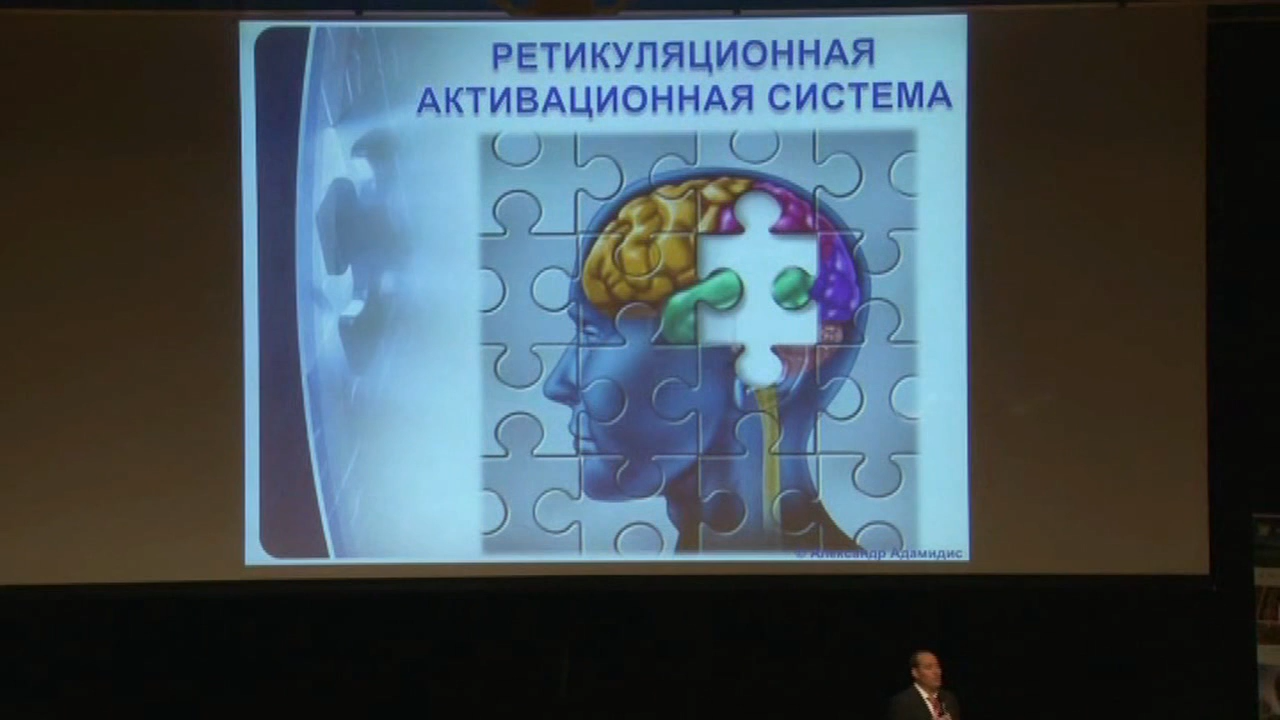 РЕТИКУЛЯЦИОННАЯ
АКТИВАЦИОННАЯ СИСТЕМА
© Александр Адамидис